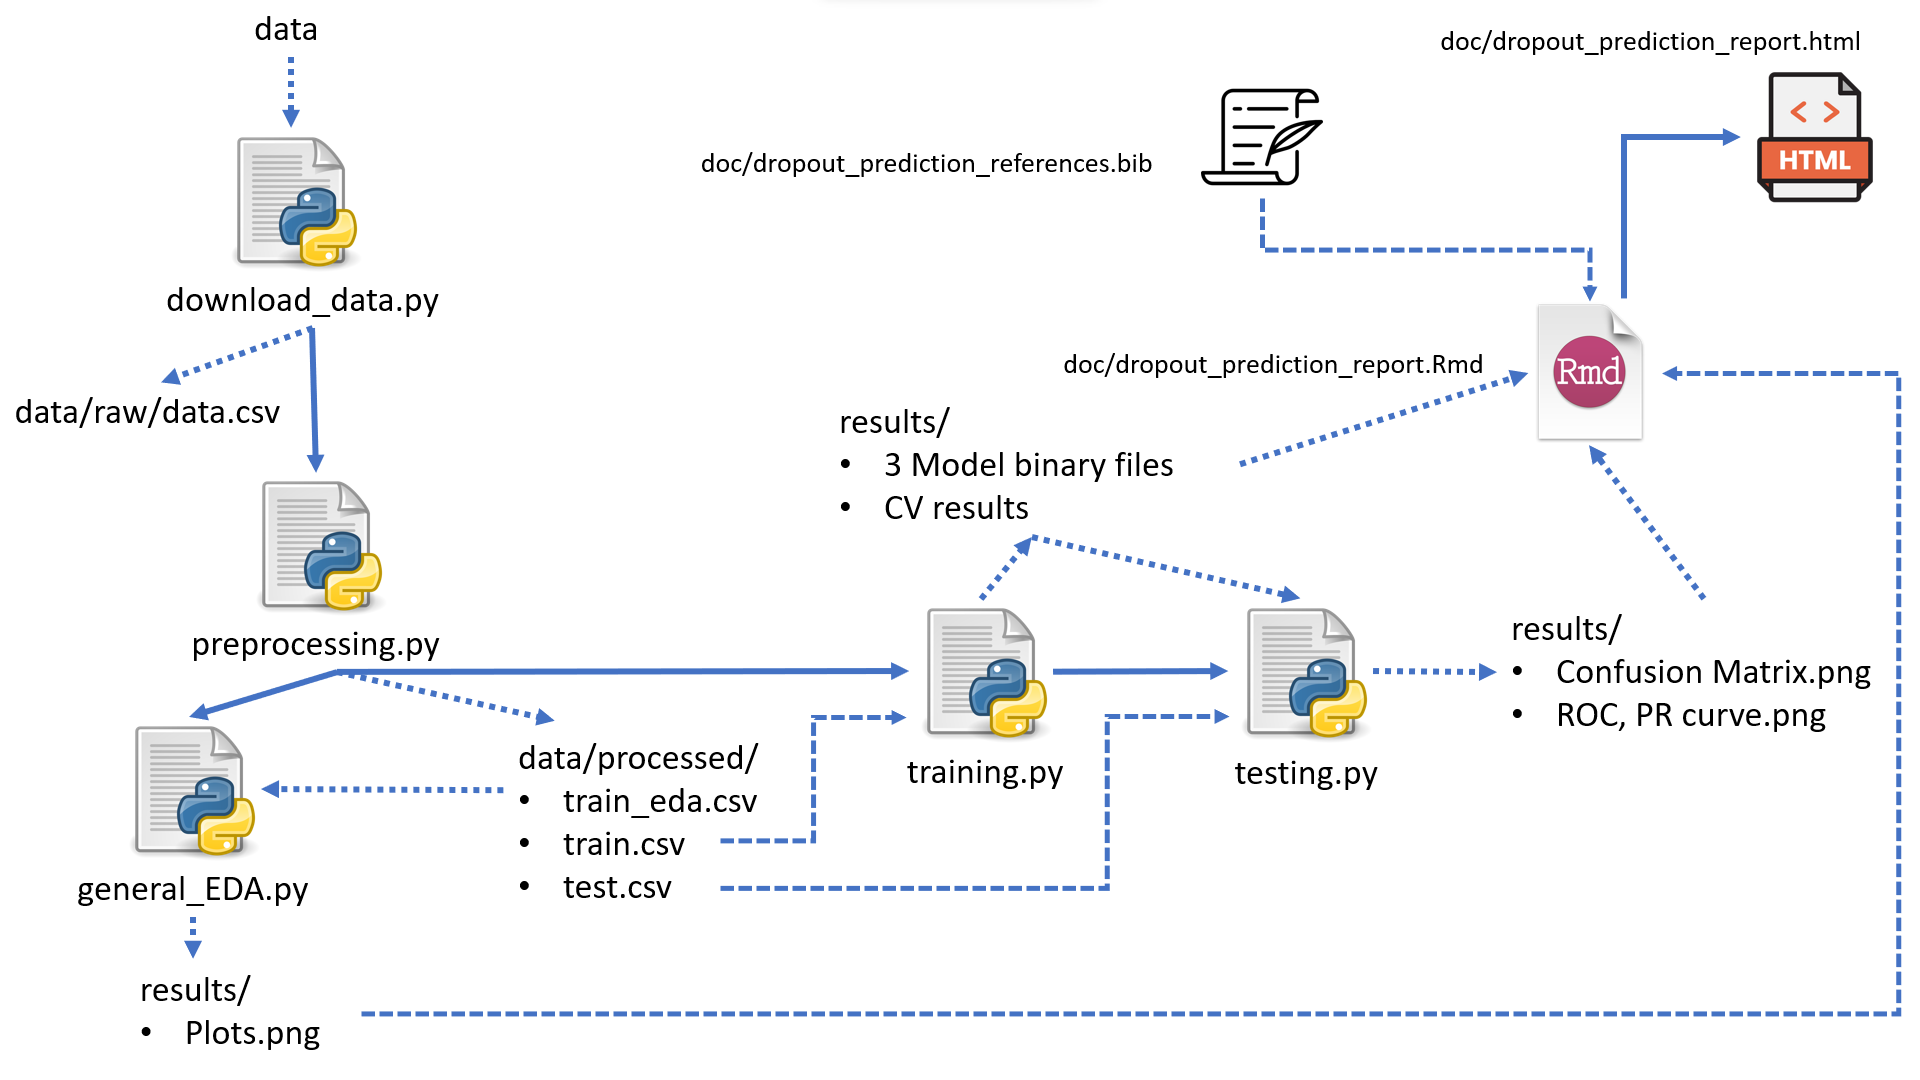 data
doc/dropout_prediction_report.html
HTML
doc/dropout_prediction_references.bib
download_data.py
data/raw/data.csv
doc/dropout_prediction_report.Rmd
Rmd
results/
• 3 Model binary files
• CV results
preprocessing.py
results/
• Confusion Matrix.png
• ROC, PR curve.png
training.py
testing.py
data/processed/
• train_eda.csv
• train.csv
• test.csv
general_EDA.py
results/
• Plots.png